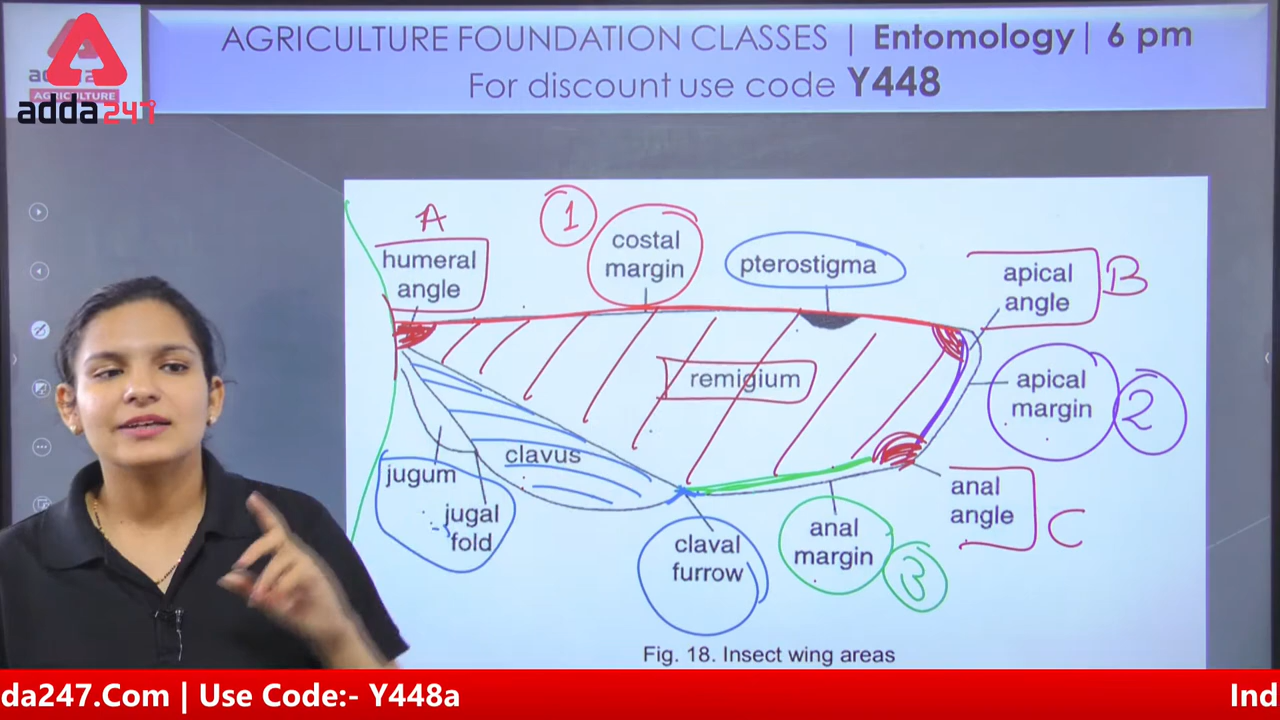 AGRICULTURE FOUNDATION CLASSES | Entomology| 6 pm
For discount use code Y448
AGRICULTURE
adda247
A
1
humeral
angle
costal
margin
pterostigma
apical
angle
B
remigium
apical
margin
2
clavus
jugum
jugal
fold
claval
furrow
anal
margin
3
anal
angle
C
Fig. 18. Insect wing areas
da247.Com | Use Code:- Y448a
Ind